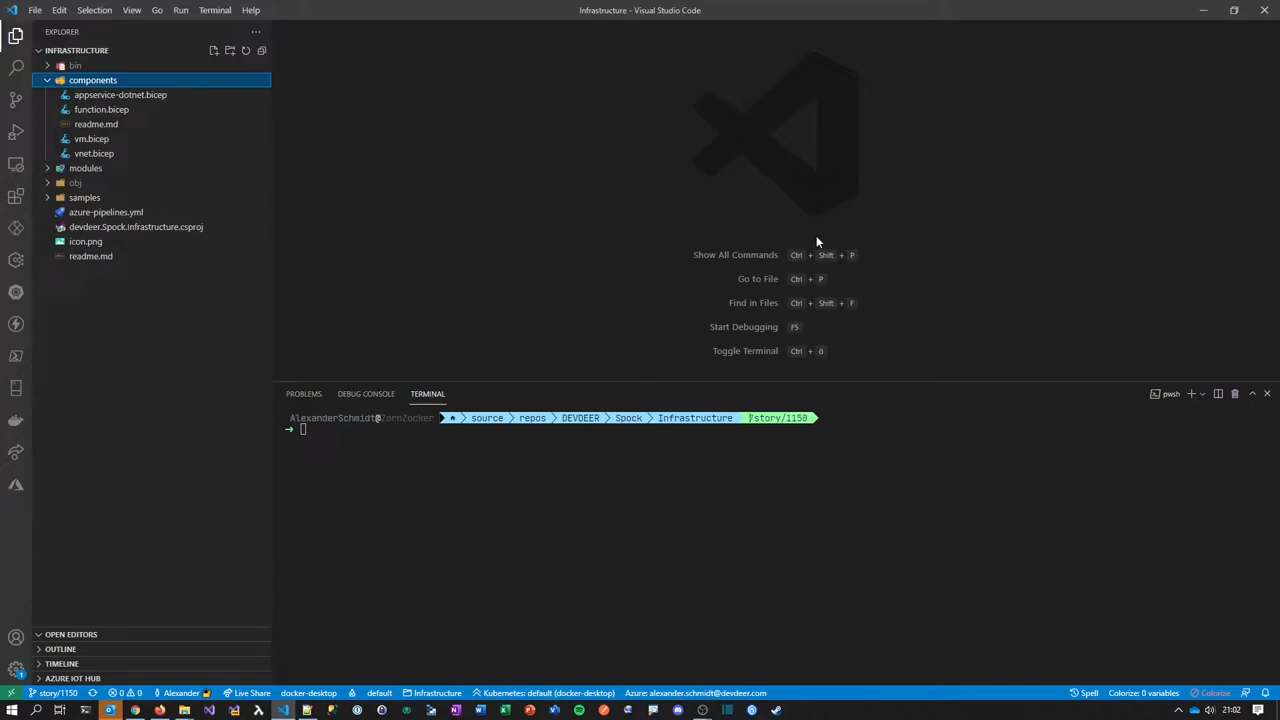 File Edit Selection View Go Run Terminal Help
Infrastructure - Visual Studio Code
EXPLORER
INFRASTRUCTURE
bin
components
appservice-dotnet.bicep
function.bicep
readme.md
vm.bicep
vnet.bicep
modules
obj
samples
azure-pipelines.yml
devdeer.Spock.Infrastructure.csproj
icon.png
readme.md
OPEN EDITORS
OUTLINE
TIMELINE
AZURE IOT HUB
Show All Commands Ctrl + Shift + P
Go to File Ctrl + P
Find in Files Ctrl + Shift + F
Start Debugging F5
Toggle Terminal Ctrl + ö
PROBLEMS DEBUG CONSOLE TERMINAL
pwsh
AlexanderSchmidt@ZornZocker source repos DEVDEER Spock Infrastructure story/1150
story/1150 0 0 Alexander Live Share docker-desktop default Infrastructure Kubernetes: default (docker-desktop) Azure: alexander.schmidt@devdeer.com Spell Colorize: 0 variables Colorize
21:02